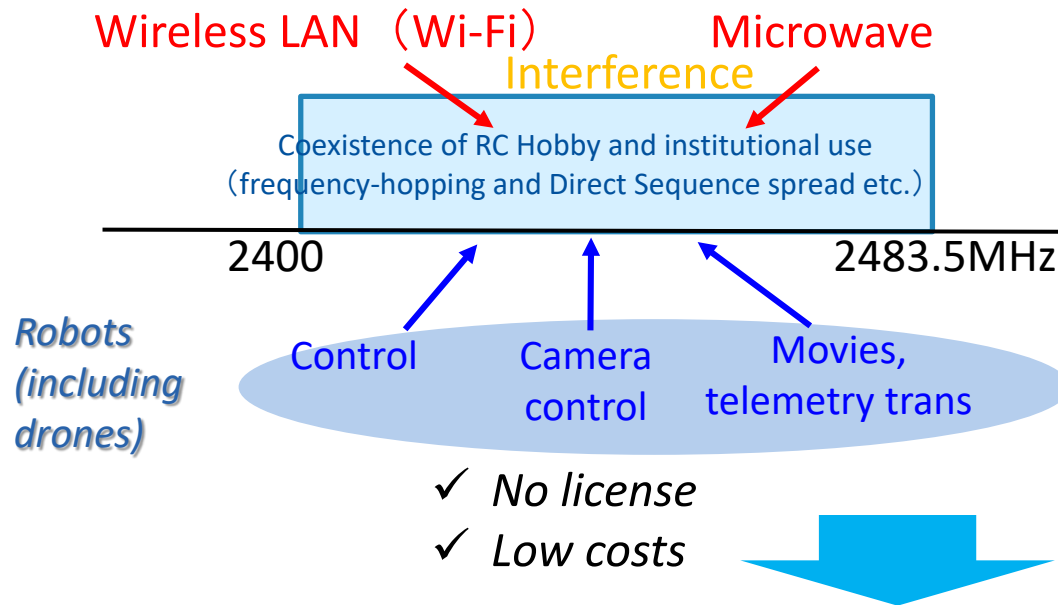 Wireless LAN（Wi-Fi）
Microwave
Interference
Coexistence of RC Hobby and institutional use
（frequency-hopping and Direct Sequence spread etc.）
2400
2483.5MHz
Robots
(including
drones)
Control
Camera
control
Movies,
telemetry trans
✓ No license
✓ Low costs